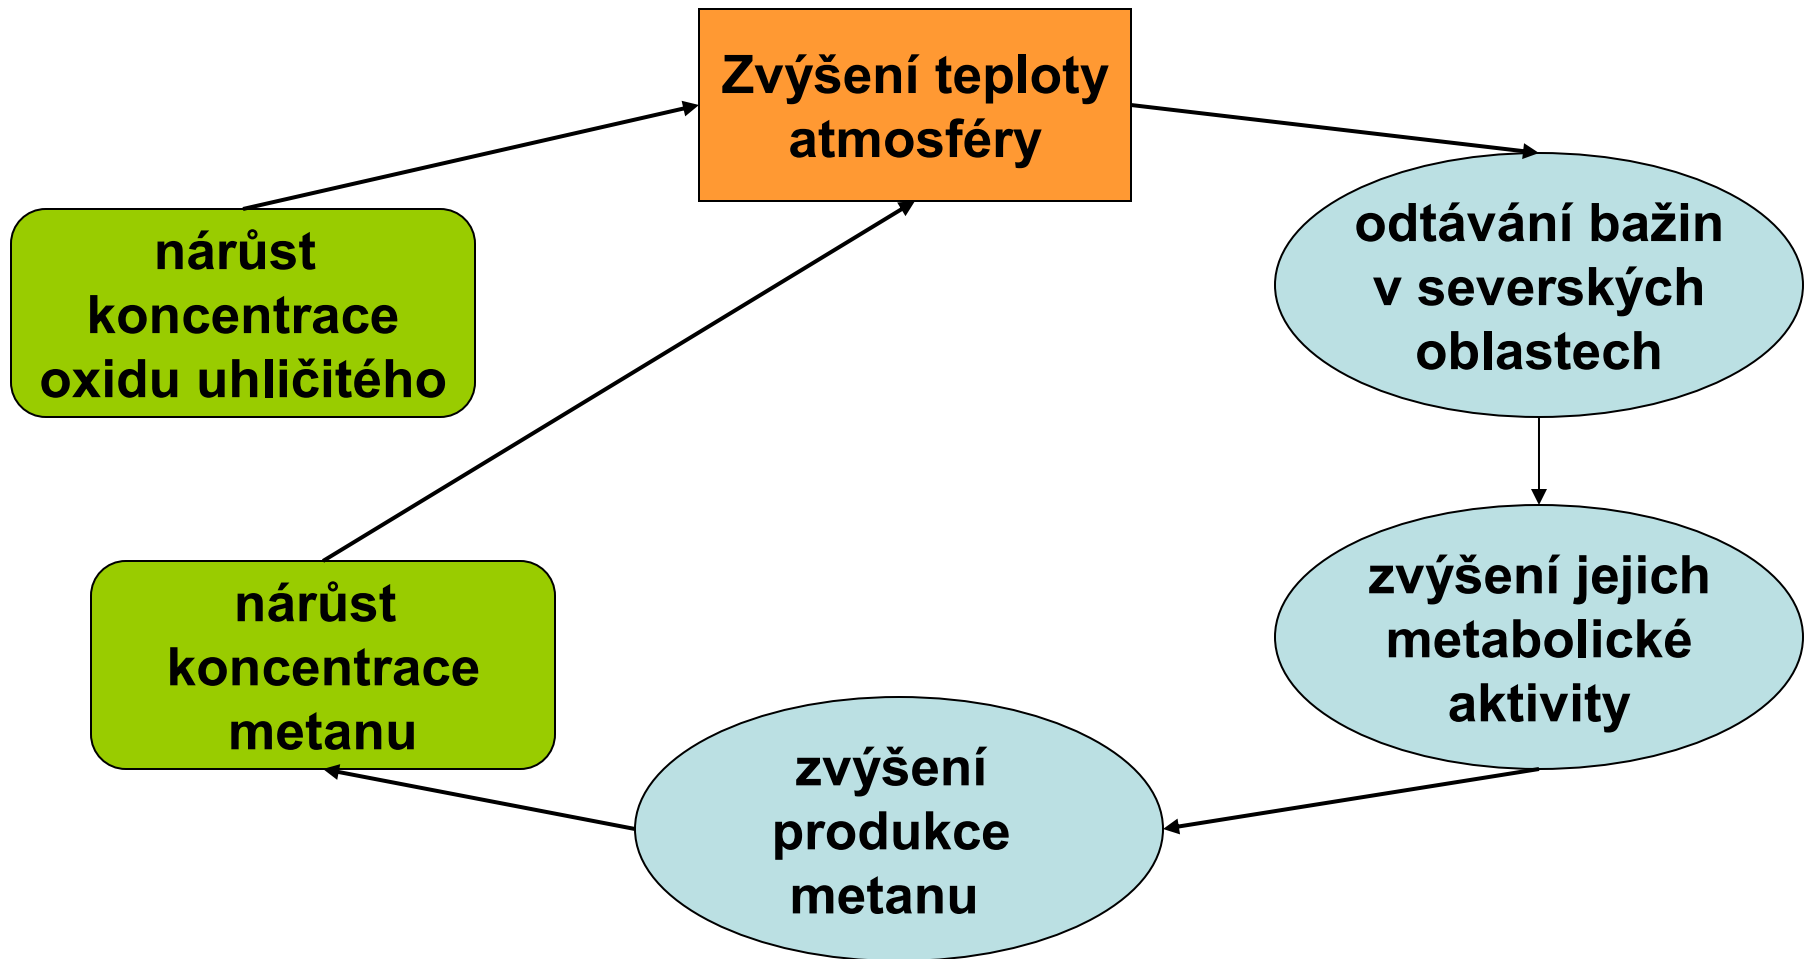 Zvýšení teploty
atmosféry
nárůst
koncentrace
oxidu uhličitého
odtávání bažin
v severských
oblastech
nárůst
koncentrace
metanu
zvýšení jejich
metabolické
aktivity
zvýšení
produkce
metanu